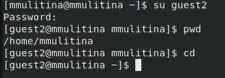 [mmulitina@mmulitina ~]$ su guest2
Password:
[guest2@mmulitina mmulitina]$ pwd
/home/mmulitina
[guest2@mmulitina mmulitina]$ cd
[guest2@mmulitina ~]$